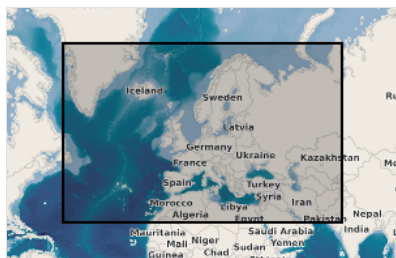 Iceland
Sweden
Latvia
Germany
Ukraine
France
Kazakhstan
Spain
Turkey
Syria
Morocco
Libya
Iran
Algeria
Egypt
Pakistan
Nepal
Mauritania
Saudi Arabia
India
Mali
Niger
Sudan
Yemen
Guinea
Chad